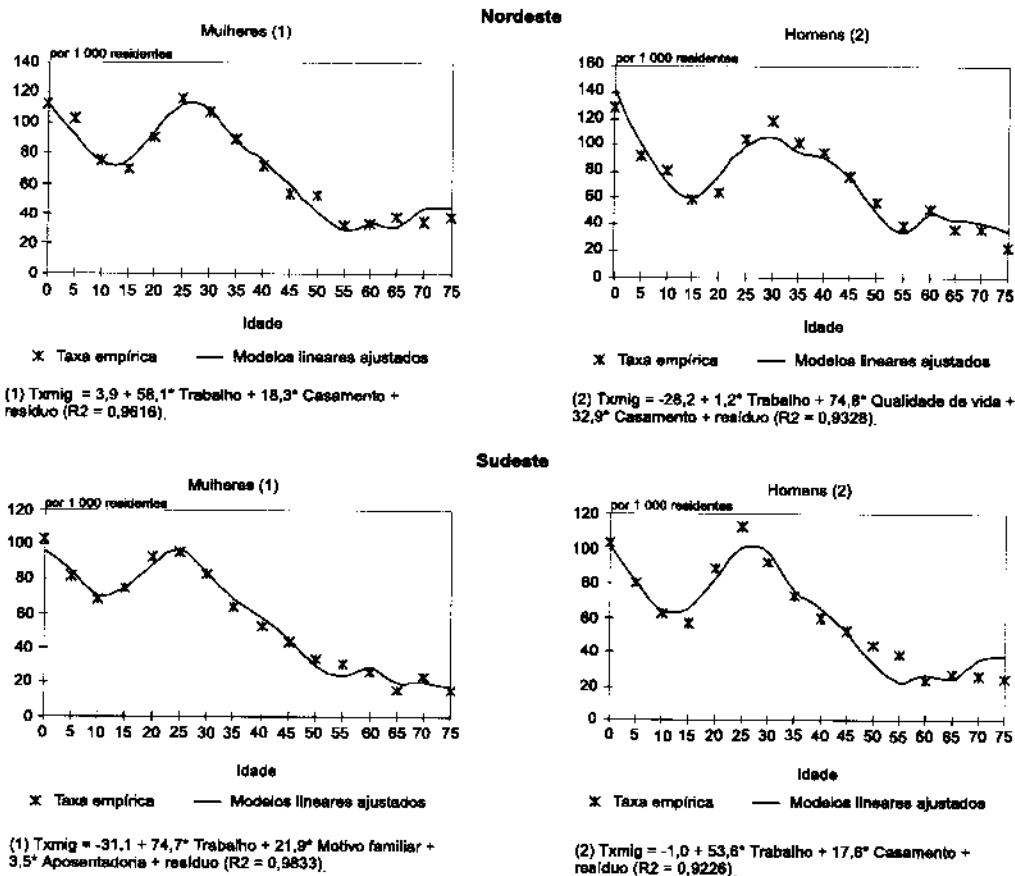 Nordeste
Mulheres (1)
por 1 000 residentes
140
120
100
80
60
40
20
0
0 5 10 15 20 25 30 35 40 45 50 55 60 65 70 75
Idade
Taxa empírica
Modelos lineares ajustados
(1) Txmig = 3,9 + 58,1* Trabalho + 18,3* Casamento +
resíduo (R2 = 0,9616).
Homens (2)
por 1 000 residentes
160
140
120
100
80
60
40
20
0
0 5 10 15 20 25 30 35 40 45 50 55 60 65 70 75
Idade
Taxa empírica
Modelos lineares ajustados
(2) Txmig = -28,2 + 1,2* Trabalho + 74,8* Qualidade de vida +
32,9* Casamento + resíduo (R2 = 0,9328).
Sudeste
Mulheres (1)
por 1 000 residentes
120
100
80
60
40
20
0
0 5 10 15 20 25 30 35 40 45 50 55 60 65 70 75
Idade
Taxa empírica
Modelos lineares ajustados
(1) Txmig = -31,1 + 74,7* Trabalho + 21,9* Motivo familiar +
3,5* Aposentadoria + resíduo (R2 = 0,9833).
Homens (2)
por 1 000 residentes
120
100
80
60
40
20
0
0 5 10 15 20 25 30 35 40 45 50 55 60 65 70 75
Idade
Taxa empírica
Modelos lineares ajustados
(2) Txmig = -1,0 + 53,6* Trabalho + 17,6* Casamento +
resíduo (R2 = 0,9226).